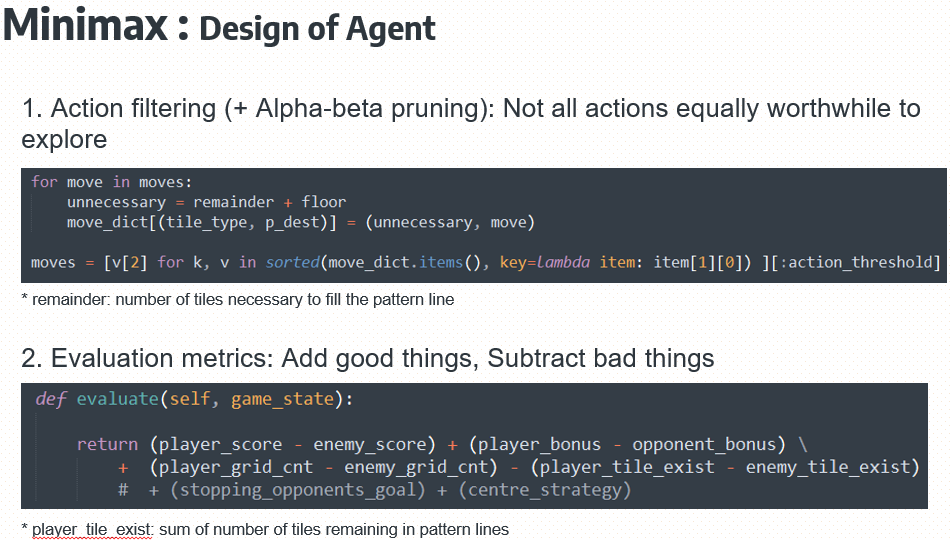 Minimax : Design of Agent
1. Action filtering (+ Alpha-beta pruning): Not all actions equally worthwhile to
explore
for move in moves:
unnecessary = remainder + floor
move_dict[(tile_type, p_dest)] = (unnecessary, move)
moves = [v[2] for k, v in sorted(move_dict.items(), key=lambda item: item[1][0]) ][:action_threshold]
* remainder: number of tiles necessary to fill the pattern line
2. Evaluation metrics: Add good things, Subtract bad things
def evaluate(self, game_state):
return (player_score - enemy_score) + (player_bonus - opponent_bonus) \
+ (player_grid_cnt - enemy_grid_cnt) - (player_tile_exist - enemy_tile_exist)
# + (stopping_opponents_goal) + (centre_strategy)
* player_tile_exist: sum of number of tiles remaining in pattern lines